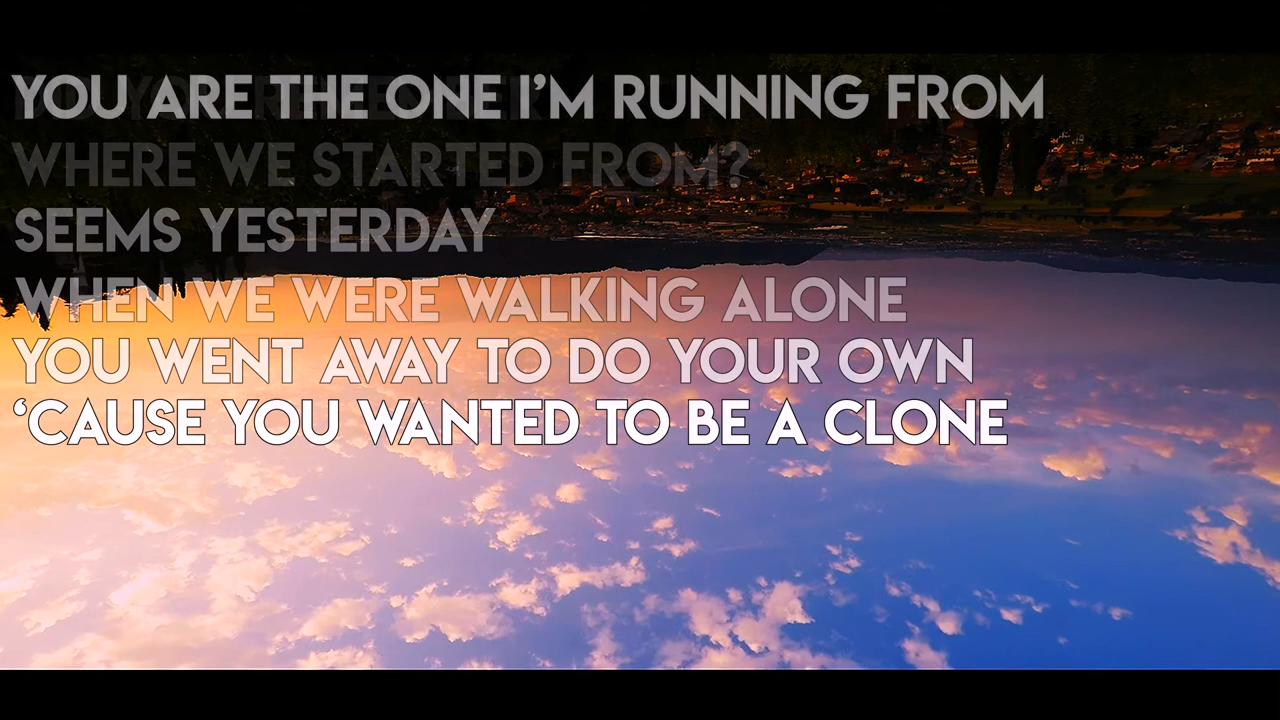 YOU ARE THE ONE I'M RUNNING FROM
WHERE WE STARTED FROM?
SEEMS YESTERDAY
WHEN WE WERE WALKING ALONE
YOU WENT AWAY TO DO YOUR OWN
‘CAUSE YOU WANTED TO BE A CLONE